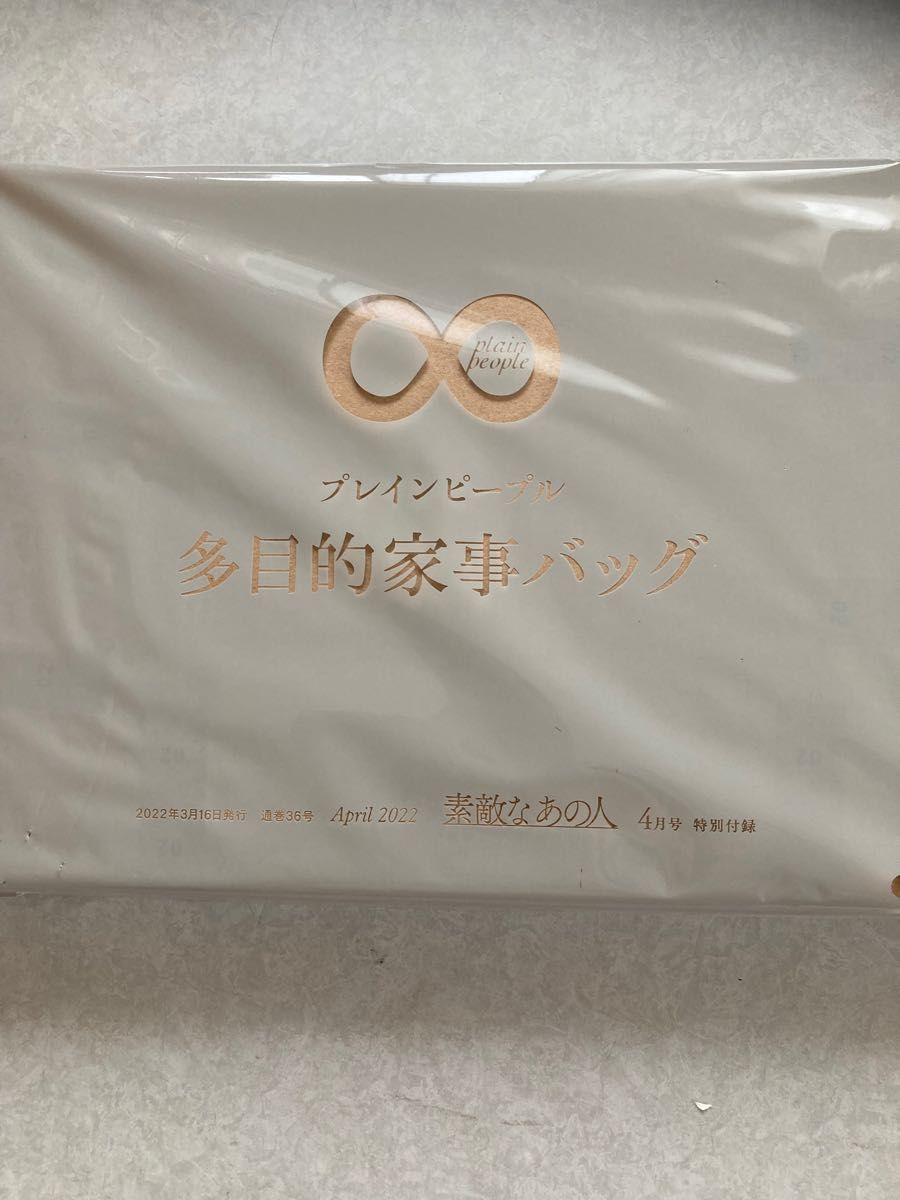 plain
people
プレインピープル
多目的家事バッグ
2022年3月16日発行 通巻36号 April 2022 素敵なあの人 4月号 特別付録